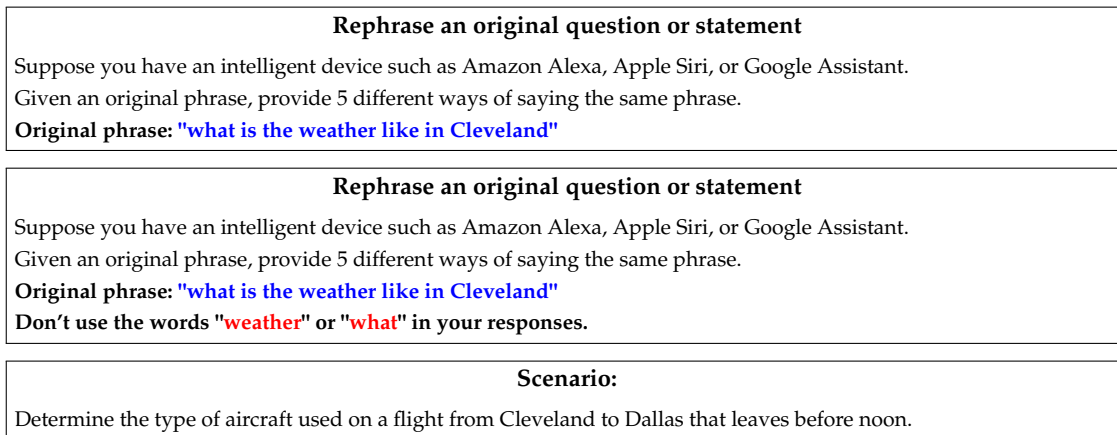 Rephrase an original question or statement
Suppose you have an intelligent device such as Amazon Alexa, Apple Siri, or Google Assistant.
Given an original phrase, provide 5 different ways of saying the same phrase.
Original phrase: "what is the weather like in Cleveland"
Rephrase an original question or statement
Suppose you have an intelligent device such as Amazon Alexa, Apple Siri, or Google Assistant.
Given an original phrase, provide 5 different ways of saying the same phrase.
Original phrase: "what is the weather like in Cleveland"
Don't use the words "weather" or "what" in your responses.
Scenario:
Determine the type of aircraft used on a flight from Cleveland to Dallas that leaves before noon.